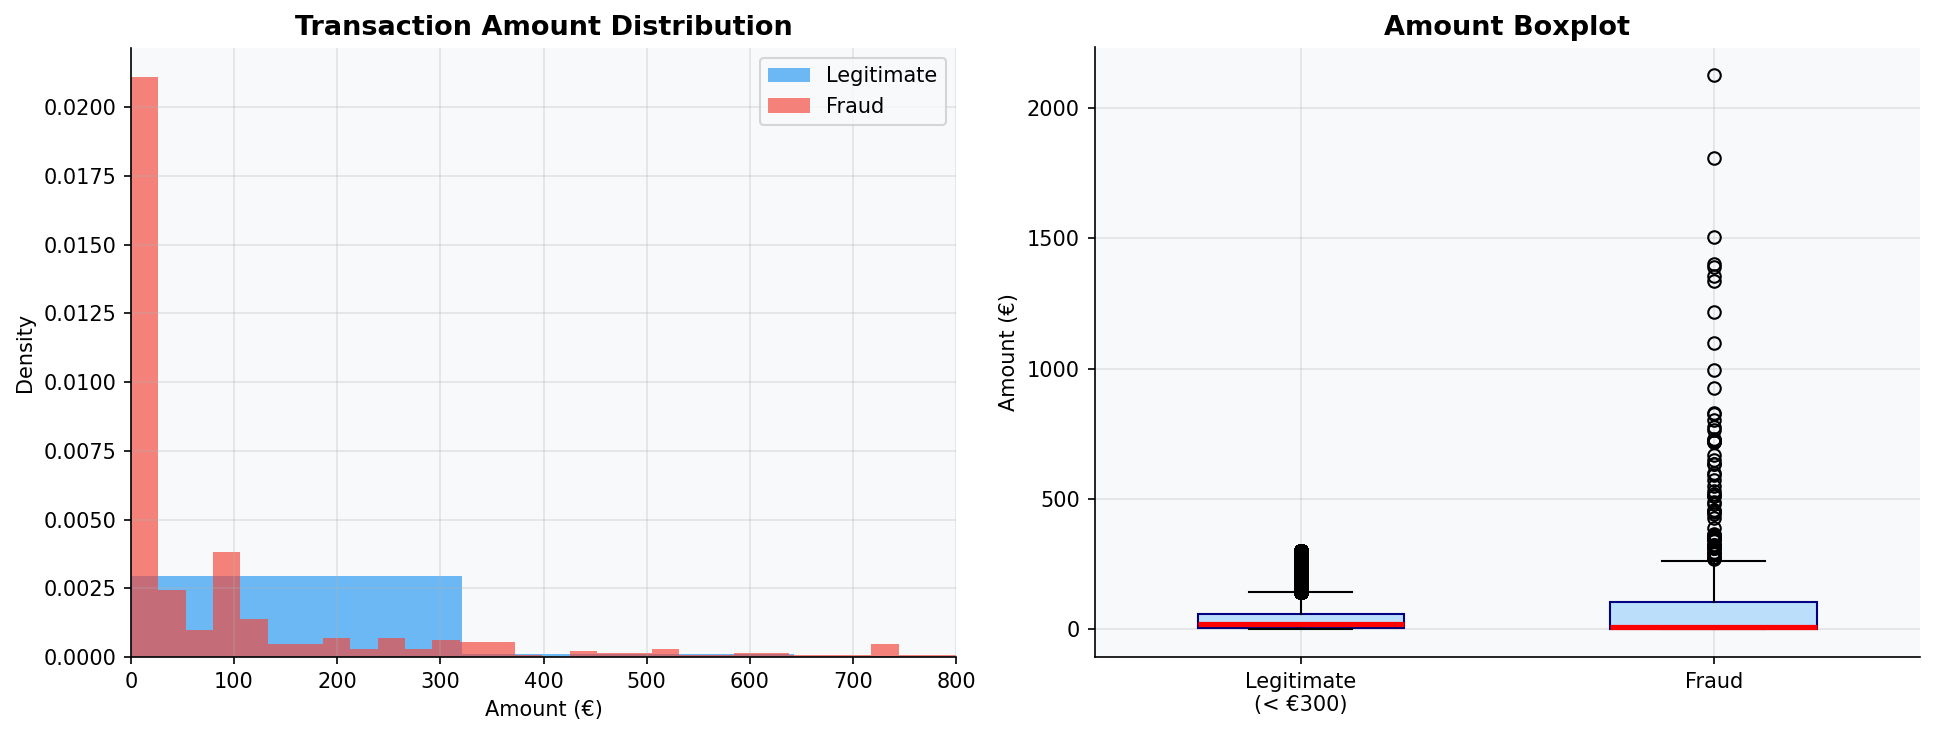 Transaction Amount Distribution
Legitimate
Fraud
0.0200
0.0175
0.0150
0.0125
0.0100
0.0075
0.0050
0.0025
0.0000
Density
0 100 200 300 400 500 600 700 800
Amount (€)
Amount Boxplot
2000
1500
1000
500
0
Amount (€)
Legitimate
(< €300)
Fraud